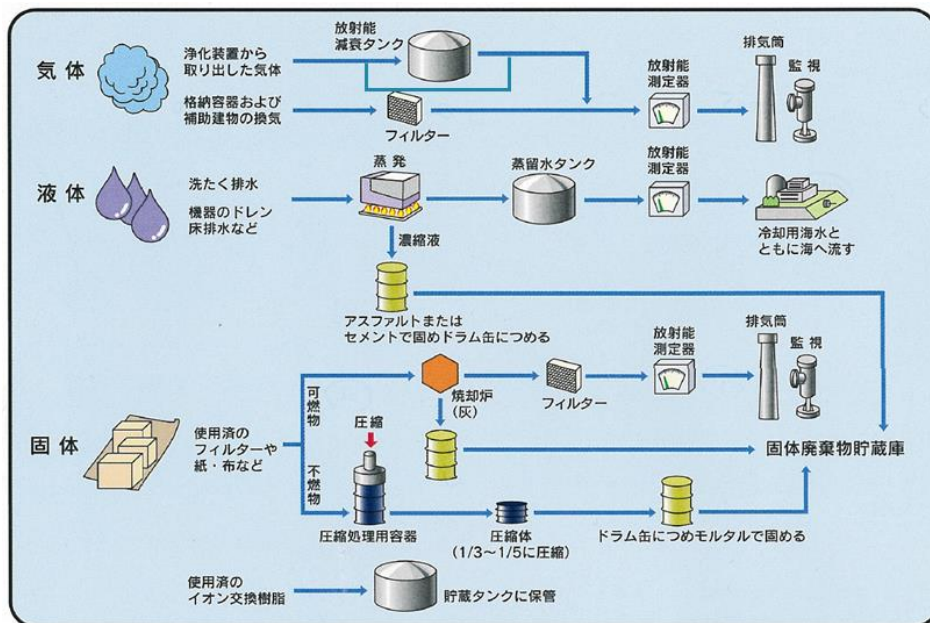 気体
浄化装置から
取り出した気体
放射能
減衰タンク
格納容器および
補助建物の換気
フィルター
放射能
測定器
排気筒
監視
液体
洗たく排水
機器のドレン
床排水など
蒸発
蒸留水タンク
放射能
測定器
冷却用海水と
ともに海へ流す
濃縮液
アスファルトまたは
セメントで固めドラム缶につめる
固体
使用済の
フィルターや
紙・布など
可燃物
焼却炉
(灰)
フィルター
放射能
測定器
排気筒
監視
固体廃棄物貯蔵庫
不燃物
圧縮
圧縮処理用容器
圧縮体
(1/3～1/5に圧縮)
ドラム缶につめモルタルで固める
使用済の
イオン交換樹脂
貯蔵タンクに保管